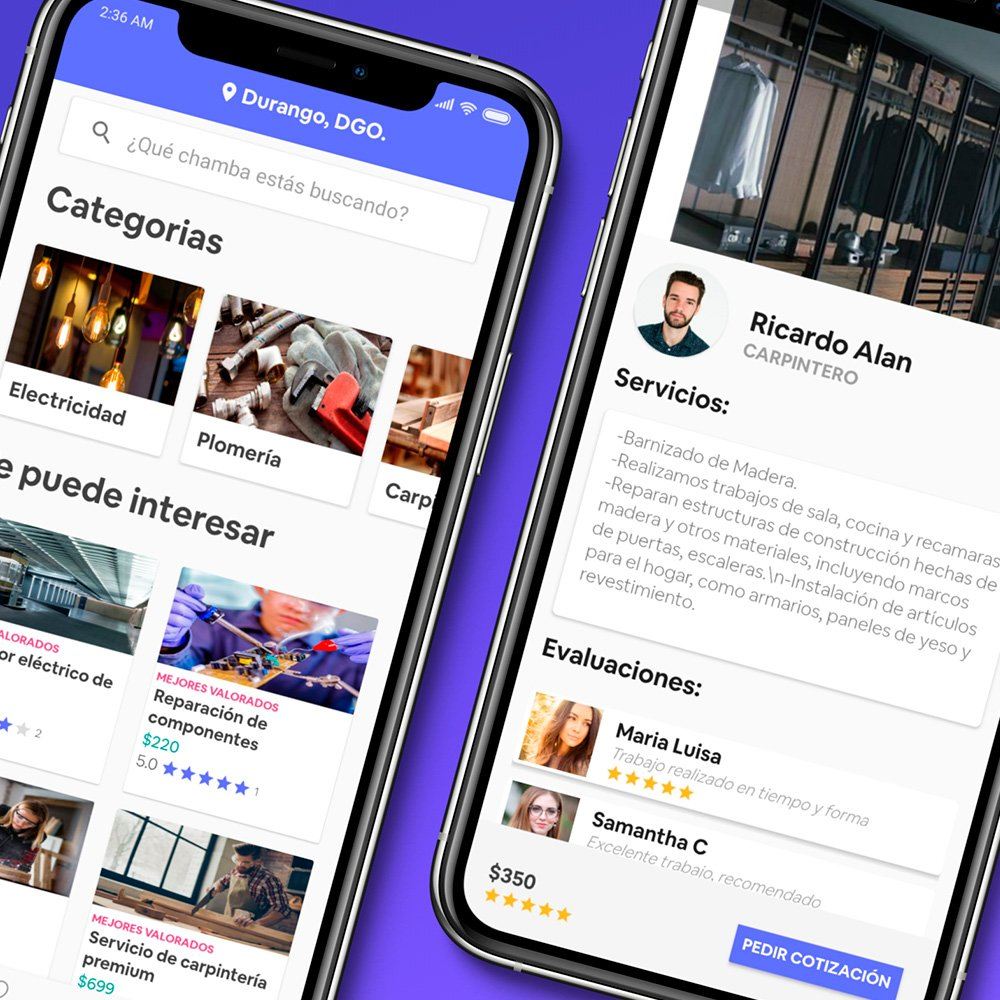 2:36 AM
Durango, DGO.
¿Qué chamba estás buscando?
Categorias
Electricidad
Plomería
Carpi
e puede interesar
ALORADOS
or eléctrico de
2
MEJORES VALORADOS
Reparación de
componentes
$220
5.0
1
MEJORES VALORADOS
Servicio de carpintería
premium
$699
Ricardo Alan
CARPINTERO
Servicios:
-Barnizado de Madera.
-Realizamos trabajos de sala, cocina y recamaras
-Reparan estructuras de construcción hechas de
madera y otros materiales, incluyendo marcos
de puertas, escaleras.\n-Instalación de artículos
para el hogar, como armarios, paneles de yeso y
revestimiento.
Evaluaciones:
Maria Luisa
Trabajo realizado en tiempo y forma
Samantha C
Excelente trabajo, recomendado
$350
PEDIR COTIZACIÓN